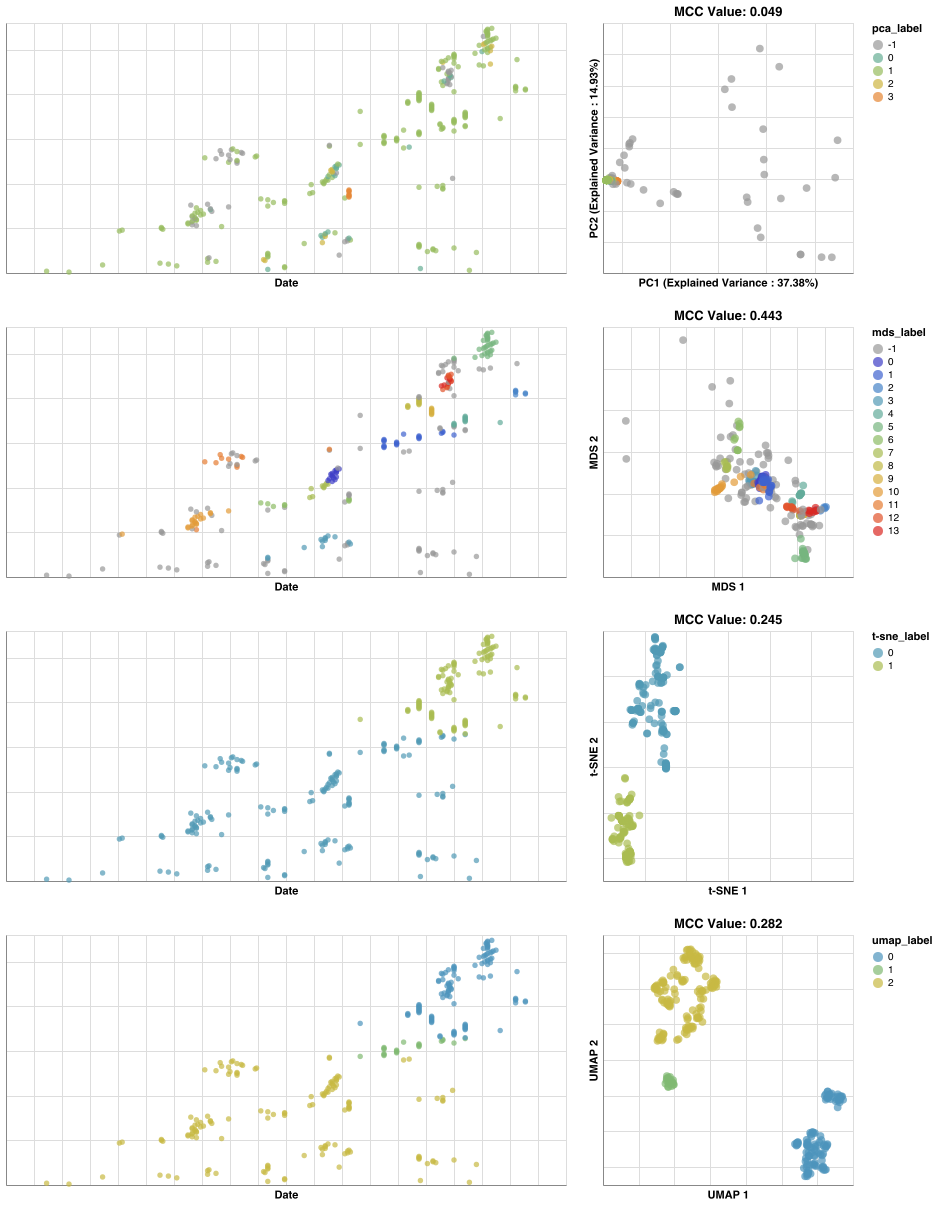 MCC Value: 0.049
pca_label
-1
0
1
2
3
PC2 (Explained Variance : 14.93%)
Date
PC1 (Explained Variance : 37.38%)
MCC Value: 0.443
mds_label
-1
0
1
2
3
4
5
6
7
8
9
10
11
12
13
MDS 2
Date
MDS 1
MCC Value: 0.245
t-sne_label
0
1
t-SNE 2
Date
t-SNE 1
MCC Value: 0.282
umap_label
0
1
2
UMAP 2
Date
UMAP 1